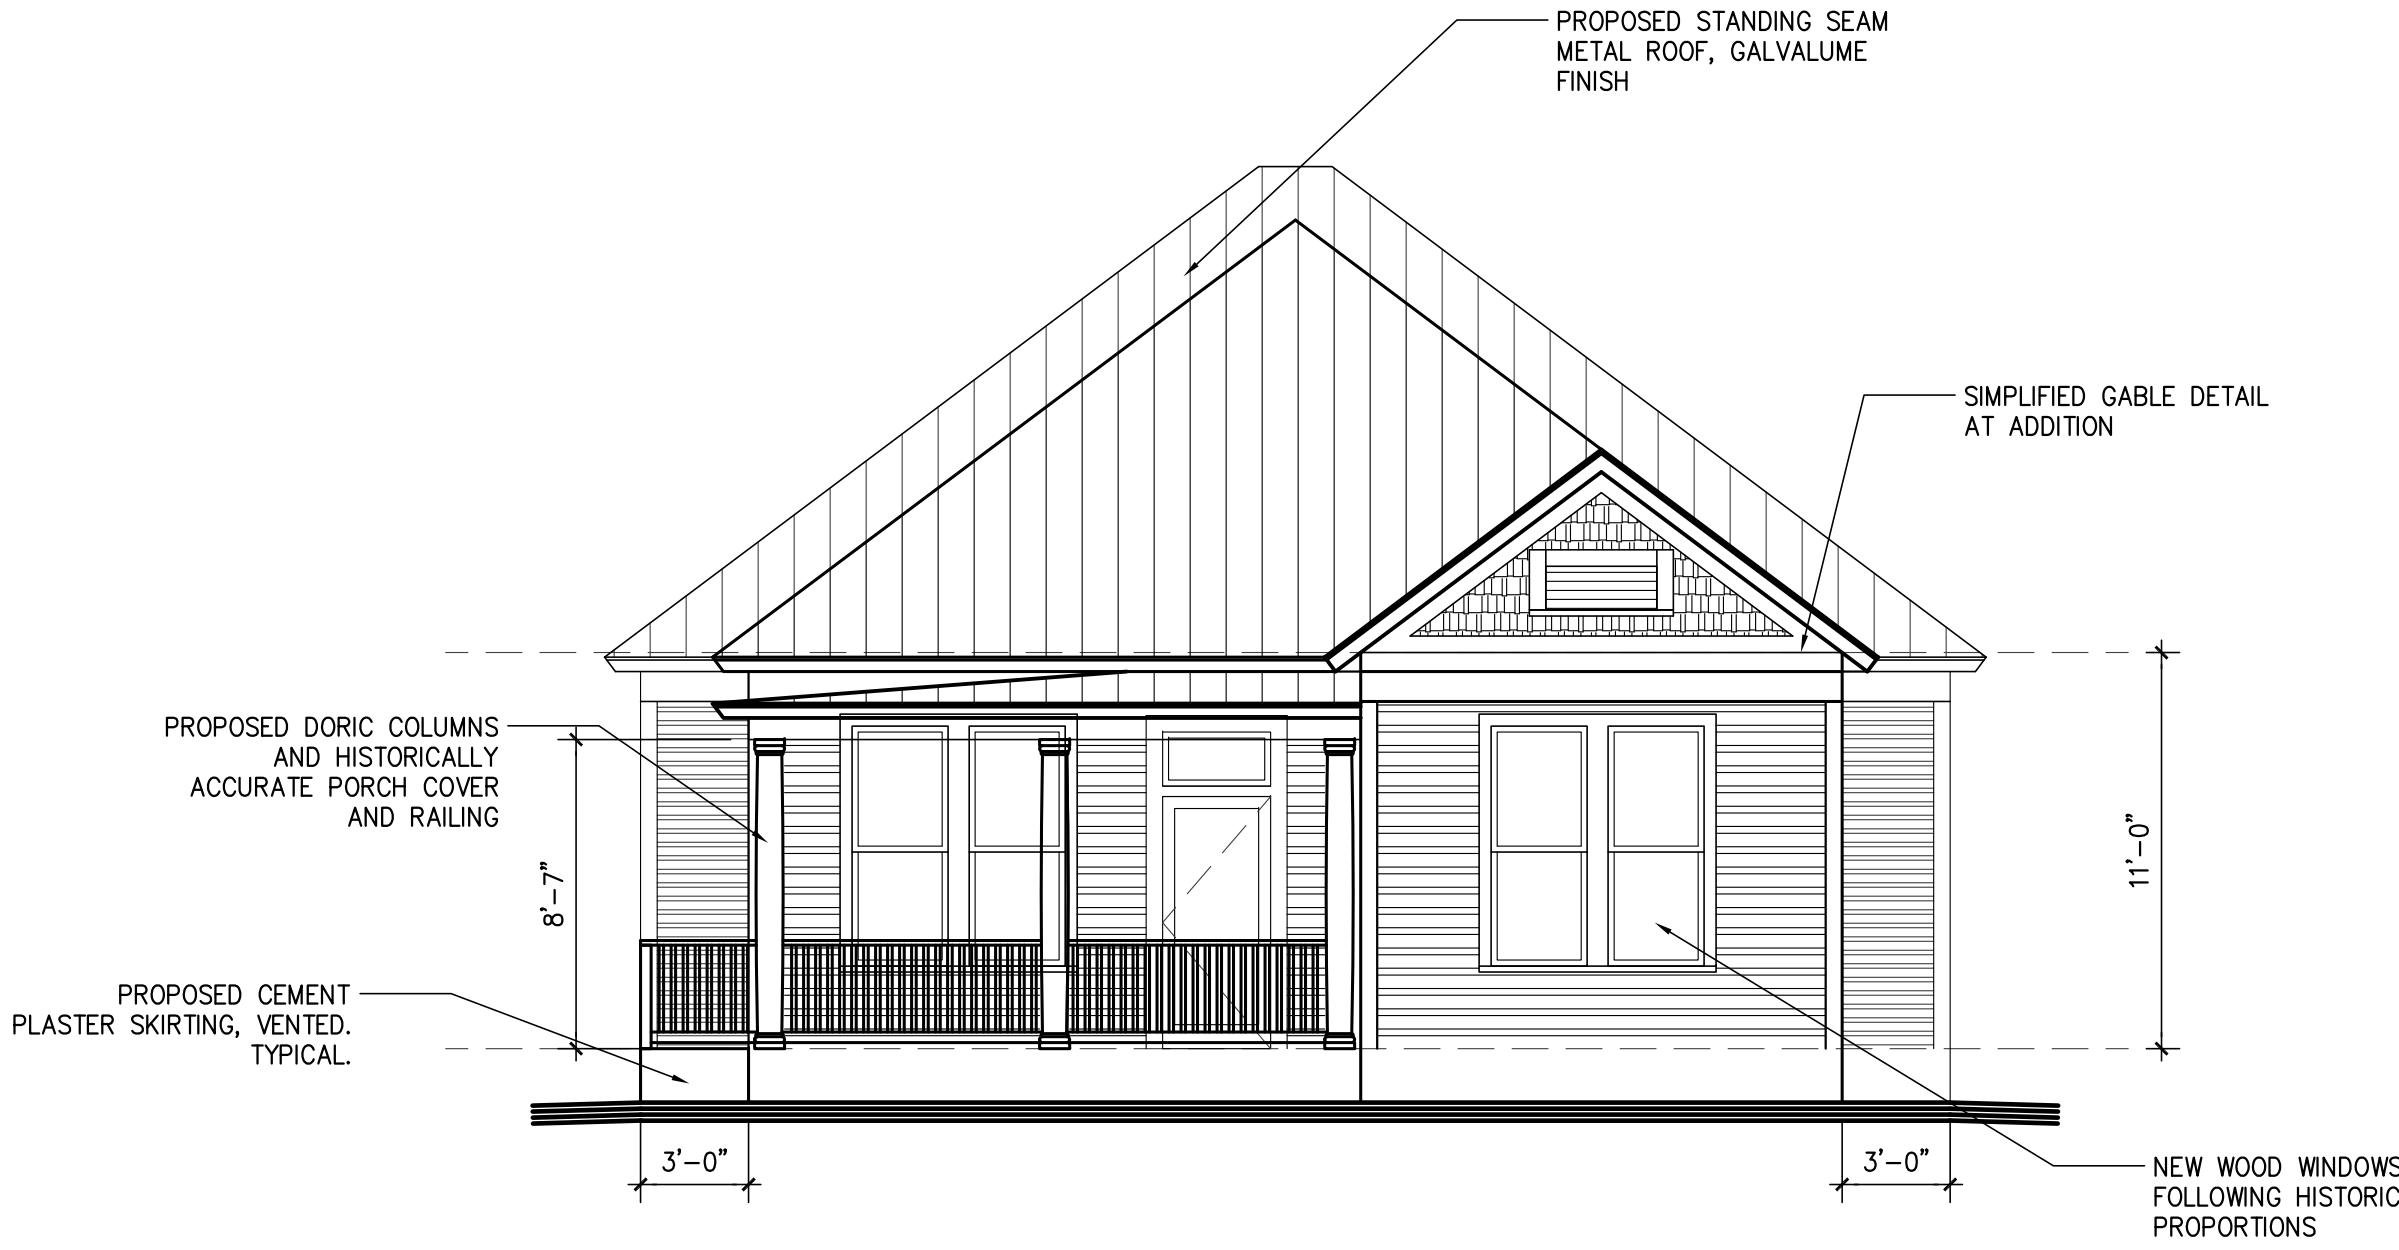 PROPOSED STANDING SEAM
METAL ROOF, GALVALUME
FINISH
SIMPLIFIED GABLE DETAIL
AT ADDITION
PROPOSED DORIC COLUMNS
AND HISTORICALLY
ACCURATE PORCH COVER
AND RAILING
8'-7"
11'-0"
PROPOSED CEMENT
PLASTER SKIRTING, VENTED.
TYPICAL.
3'-0"
3'-0"
NEW WOOD WINDOWS
FOLLOWING HISTORIC
PROPORTIONS